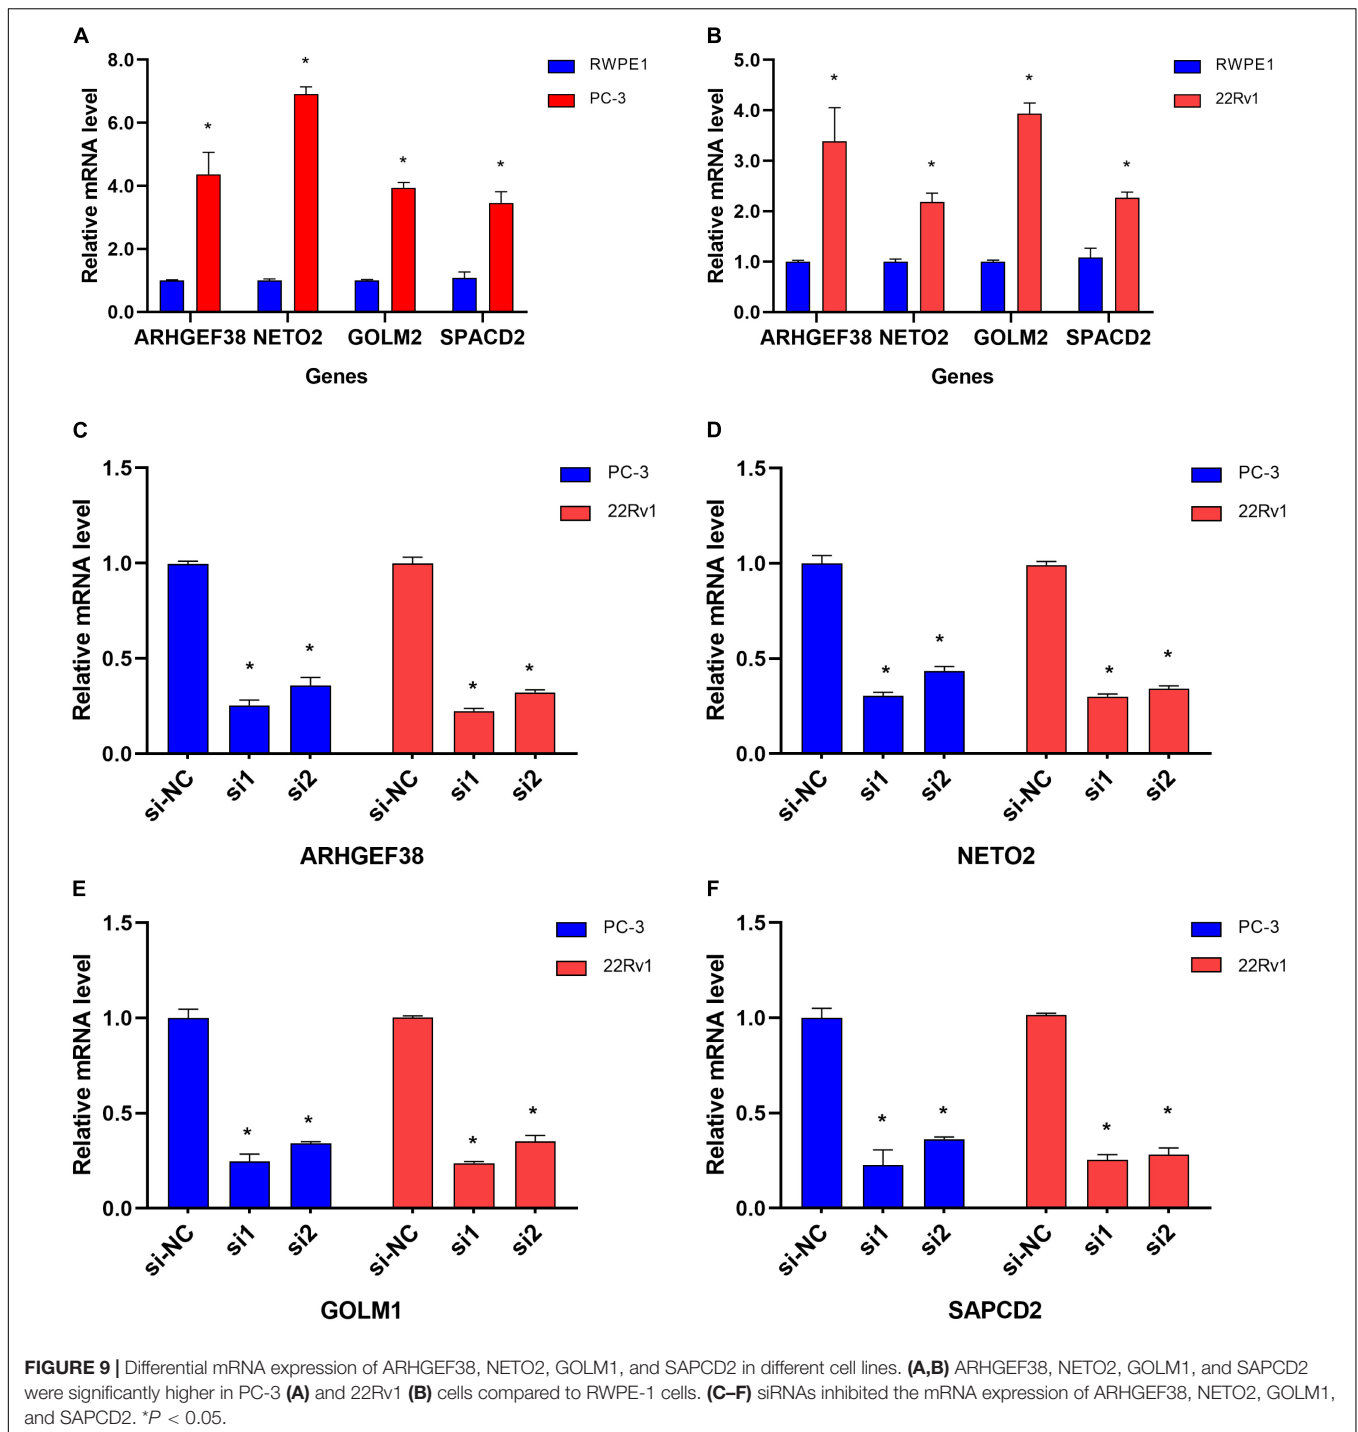 A
8.0
6.0
4.0
2.0
0.0
Relative mRNA level
* * * *
ARHGEF38 NETO2 GOLM2 SPACD2
Genes
RWPE1
PC-3
B
5.0
4.0
3.0
2.0
1.0
0.0
Relative mRNA level
* * * *
ARHGEF38 NETO2 GOLM2 SPACD2
Genes
RWPE1
22Rv1
C
1.5
1.0
0.5
0.0
Relative mRNA level
* * * *
si-NC si1 si2 si-NC si1 si2
ARHGEF38
PC-3
22Rv1
D
1.5
1.0
0.5
0.0
Relative mRNA level
* * * *
si-NC si1 si2 si-NC si1 si2
NETO2
PC-3
22Rv1
E
1.5
1.0
0.5
0.0
Relative mRNA level
* * * *
si-NC si1 si2 si-NC si1 si2
GOLM1
PC-3
22Rv1
F
1.5
1.0
0.5
0.0
Relative mRNA level
* * * *
si-NC si1 si2 si-NC si1 si2
SAPCD2
PC-3
22Rv1
FIGURE 9 | Differential mRNA expression of ARHGEF38, NETO2, GOLM1, and SAPCD2 in different cell lines. (A,B) ARHGEF38, NETO2, GOLM1, and SAPCD2
were significantly higher in PC-3 (A) and 22Rv1 (B) cells compared to RWPE-1 cells. (C–F) siRNAs inhibited the mRNA expression of ARHGEF38, NETO2, GOLM1,
and SAPCD2. *P < 0.05.